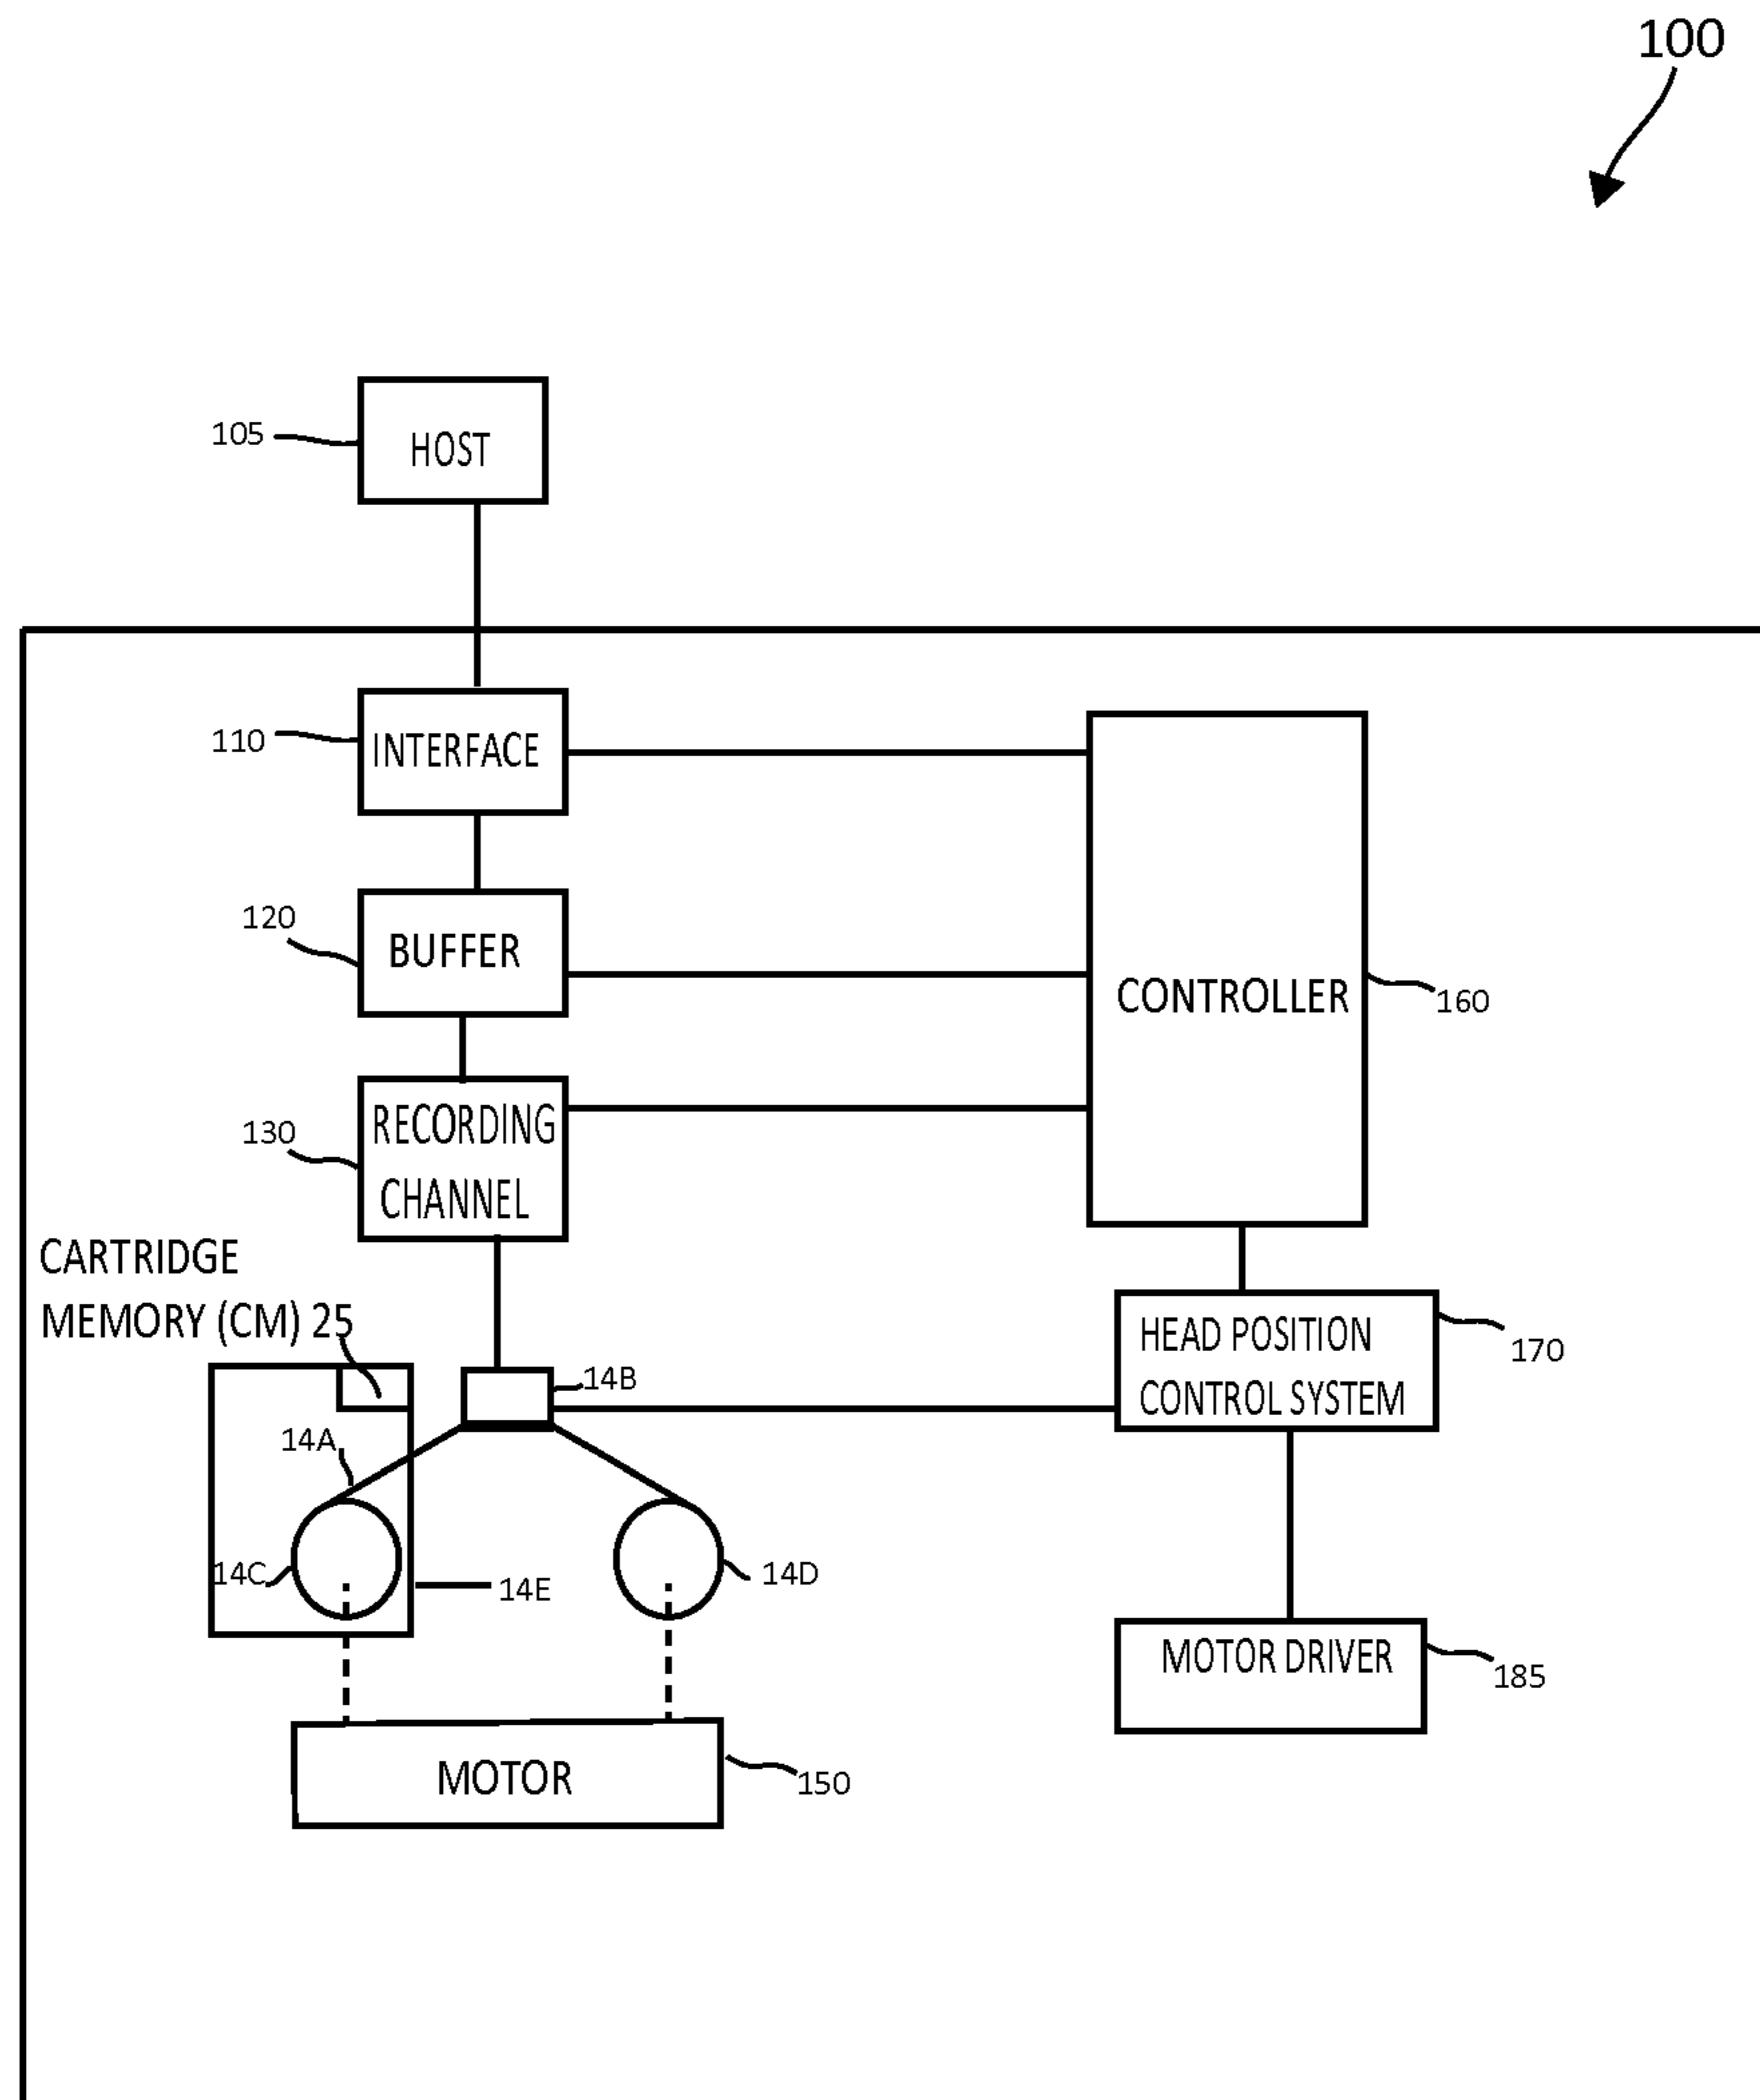 100
105
HOST
110
INTERFACE
120
BUFFER
CONTROLLER
160
130
RECORDING
CHANNEL
CARTRIDGE
MEMORY (CM) 25
HEAD POSITION
CONTROL SYSTEM
170
14B
14A
14C
14E
14D
MOTOR DRIVER
185
MOTOR
150